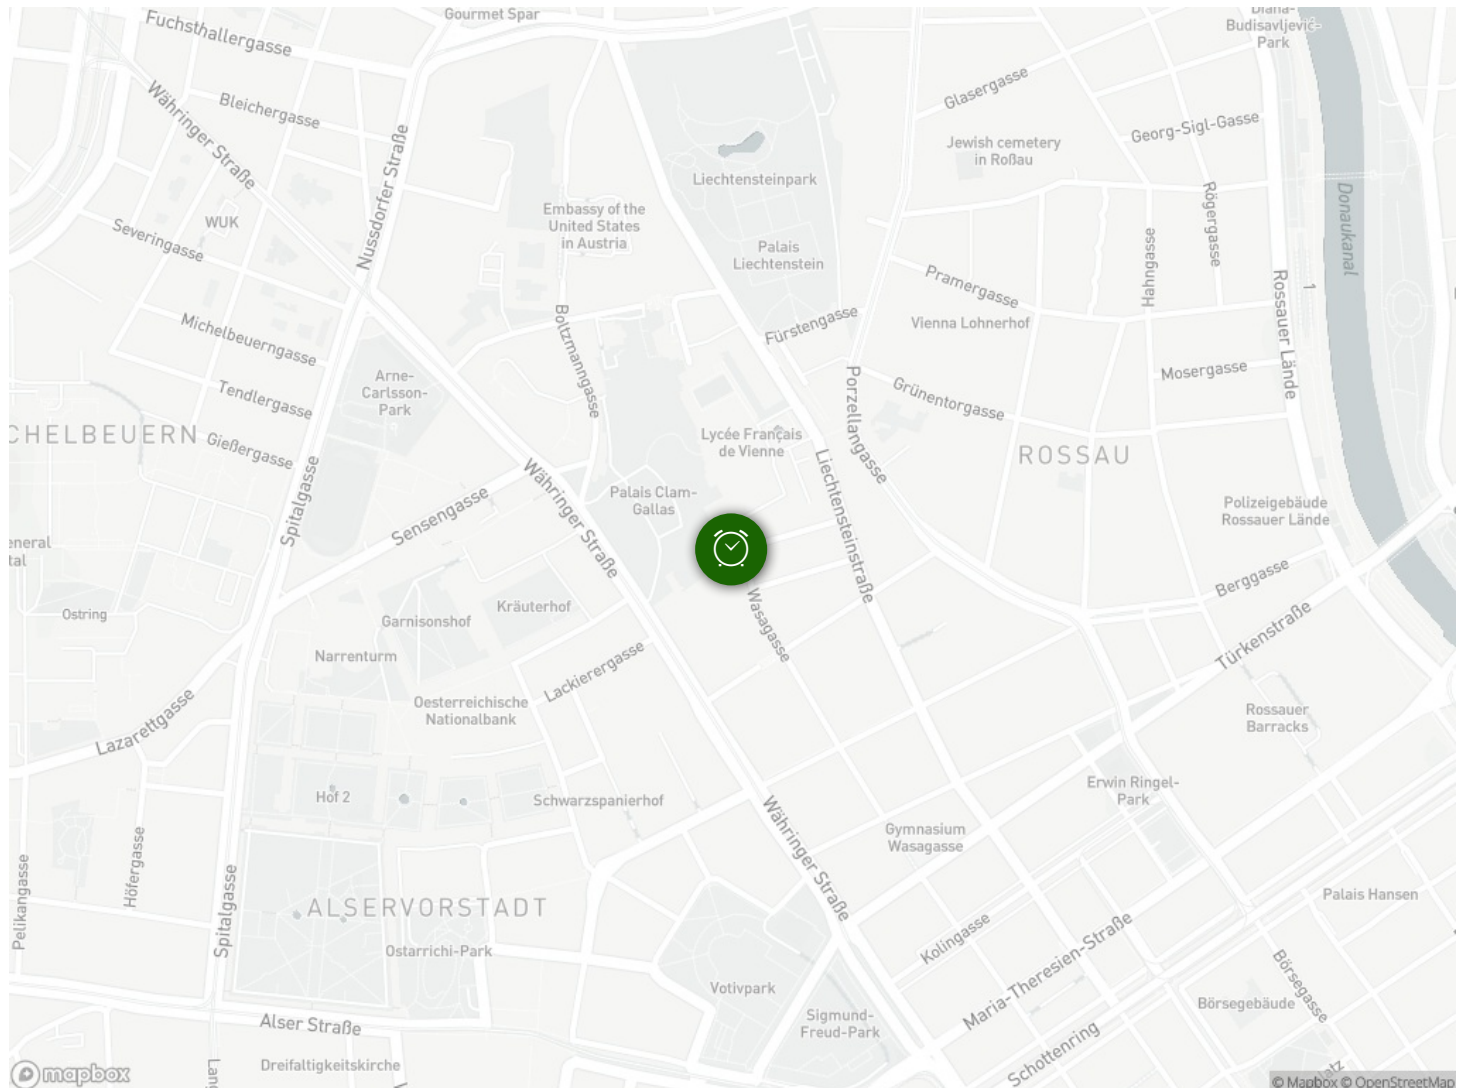 Gourmet Spar
Diana-
Budisavljević-
Park
Fuchsthallergasse
Glasergasse
Bleichergasse
Währinger Straße
Georg-Sigl-Gasse
Jewish cemetery
in Roßau
Nussdorfer Straße
Liechtensteinpark
Donaukanal
Rögergasse
WUK
Embassy of the
United States
in Austria
Severingasse
Palais
Liechtenstein
Hahngasse
Pramergasse
1
Rossauer Lände
Boltzmanngasse
Fürstengasse
Vienna Lohnerhof
Michelbeuerngasse
Mosergasse
Arne-
Carlsson-
Park
Tendlergasse
Grünentorgasse
Porzellangasse
CHELBEUERN
Gießergasse
Lycée Français
de Vienne
ROSSAU
Liechtensteinstraße
Spitalgasse
Sensengasse
Währinger Straße
Palais Clam-
Gallas
Polizeigebäude
Rossauer Lände
eneral
tal
Berggasse
Ostring
Kräuterhof
Garnisonshof
Wasagasse
Türkenstraße
Narrenturm
Lackierergasse
Oesterreichische
Nationalbank
Lazarettgasse
Rossauer
Barracks
Hof 2
Schwarzspanierhof
Erwin Ringel-
Park
Währinger Straße
Gymnasium
Wasagasse
Höfergasse
Pelikangasse
Spitalgasse
ALSERVORSTADT
Palais Hansen
Ostarrichi-Park
Kolingasse
Maria-Theresien-Straße
Votivpark
Börsegasse
Börsegebäude
Sigmund-
Freud-Park
Alser Straße
Schottenring
Dreifaltigkeitskirche
Lan
atz
mapbox
© Mapbox © OpenStreetMap